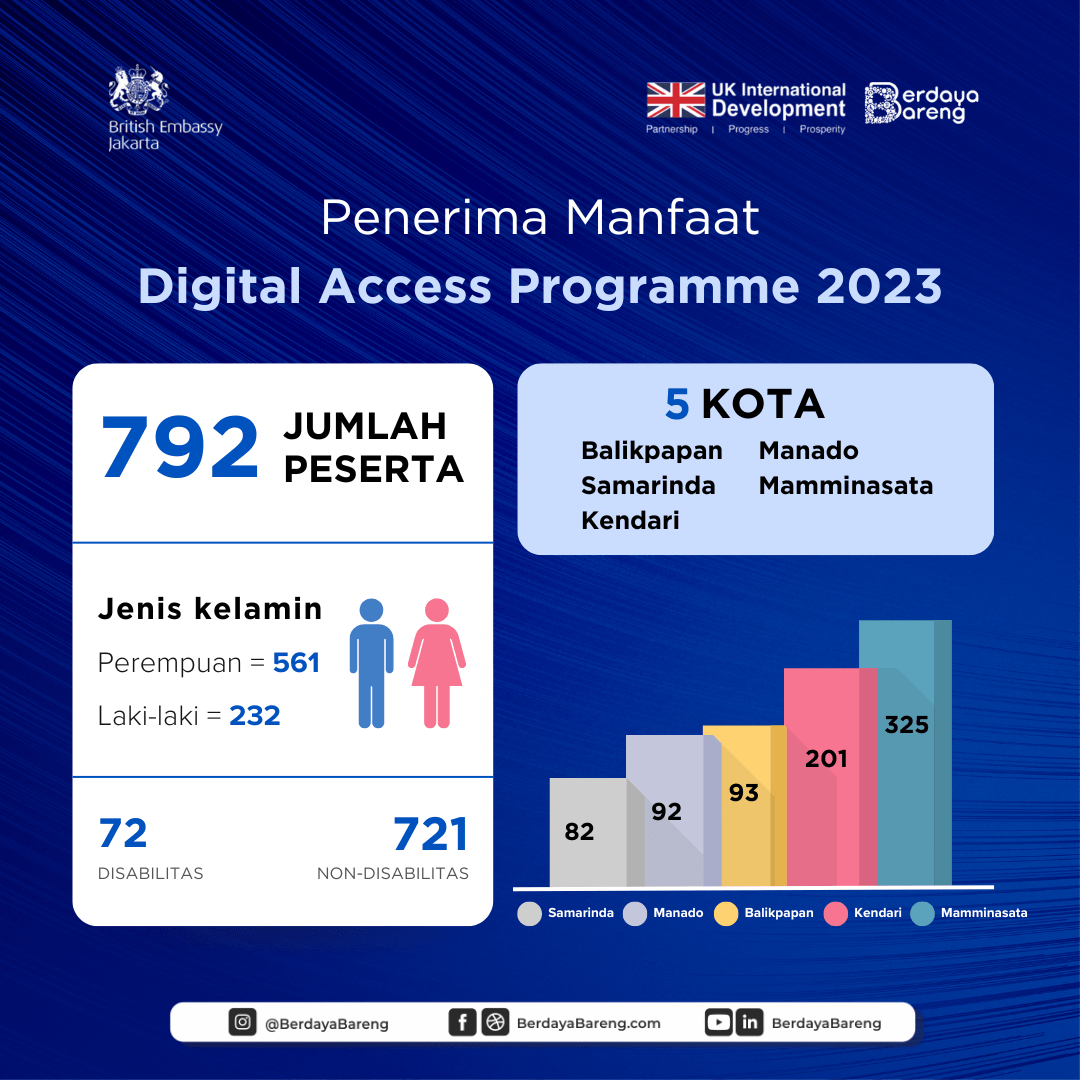 British Embassy
Jakarta
UK International
Development
Partnership | Progress | Prosperity
Berdaya
Bareng
Penerima Manfaat
Digital Access Programme 2023
792 JUMLAH
PESERTA
Jenis kelamin
Perempuan = 561
Laki-laki = 232
72
DISABILITAS
721
NON-DISABILITAS
5 KOTA
Balikpapan
Samarinda
Kendari
Manado
Mamminasata
82
92
93
201
325
Samarinda
Manado
Balikpapan
Kendari
Mamminasata
@BerdayaBareng
BerdayaBareng.com
BerdayaBareng